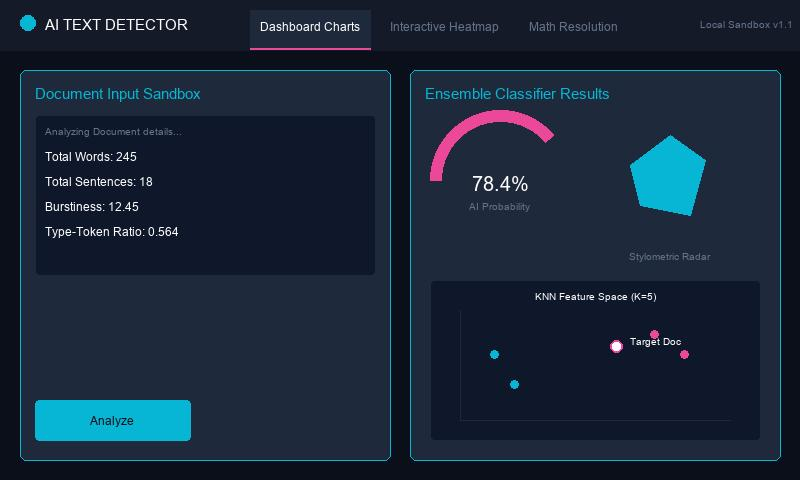 AI TEXT DETECTOR
Dashboard Charts
Interactive Heatmap
Math Resolution
Local Sandbox v1.1
Document Input Sandbox
Analyzing Document details...
Total Words: 245
Total Sentences: 18
Burstiness: 12.45
Type-Token Ratio: 0.564
Analyze
Ensemble Classifier Results
78.4%
AI Probability
Stylometric Radar
KNN Feature Space (K=5)
Target Doc